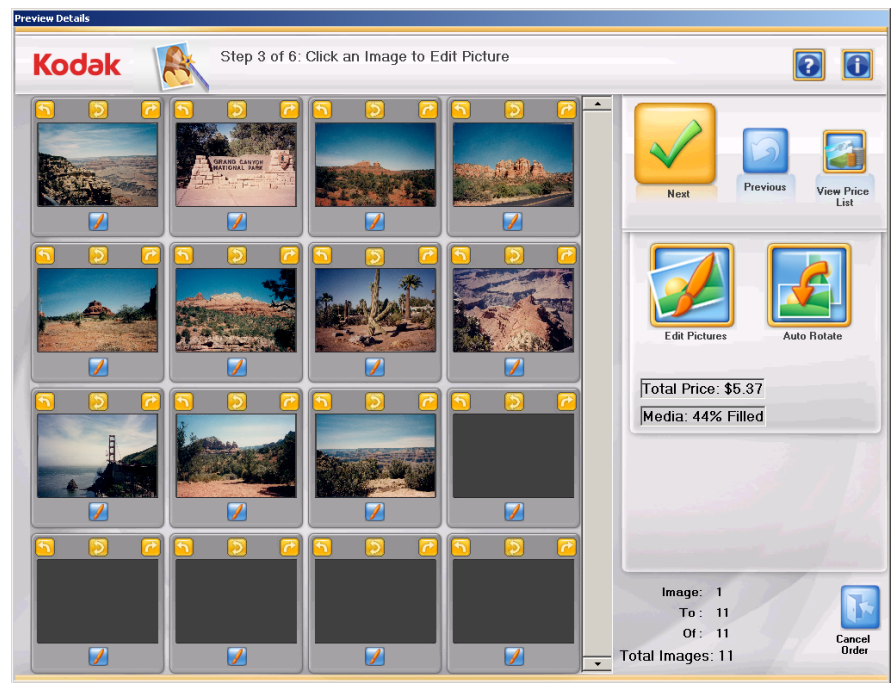 Preview Details
Kodak
Step 3 of 6: Click an Image to Edit Picture
?
i
GRAND CANYON
NATIONAL PARK
Next
Previous
View Price
List
Edit Pictures
Auto Rotate
Total Price: $5.37
Media: 44% Filled
Image: 1
To: 11
Of: 11
Total Images: 11
Cancel
Order